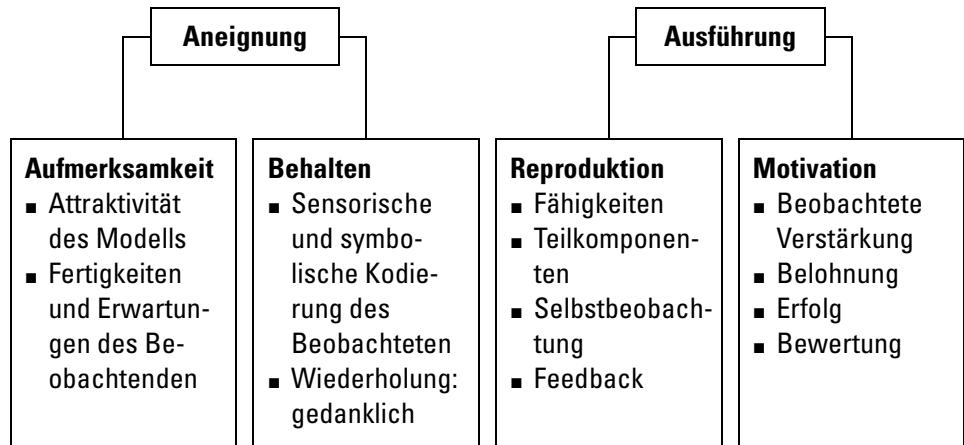 Aneignung
Ausführung
Aufmerksamkeit
■ Attraktivität
des Modells
■ Fertigkeiten
und Erwartun-
gen des Be-
obachtenden
Behalten
■ Sensorische
und symbo-
lische Kodie-
rung des
Beobachteten
■ Wiederholung:
gedanklich
Reproduktion
■ Fähigkeiten
■ Teilkomponen-
ten
■ Selbstbeobach-
tung
■ Feedback
Motivation
■ Beobachtete
Verstärkung
■ Belohnung
■ Erfolg
■ Bewertung